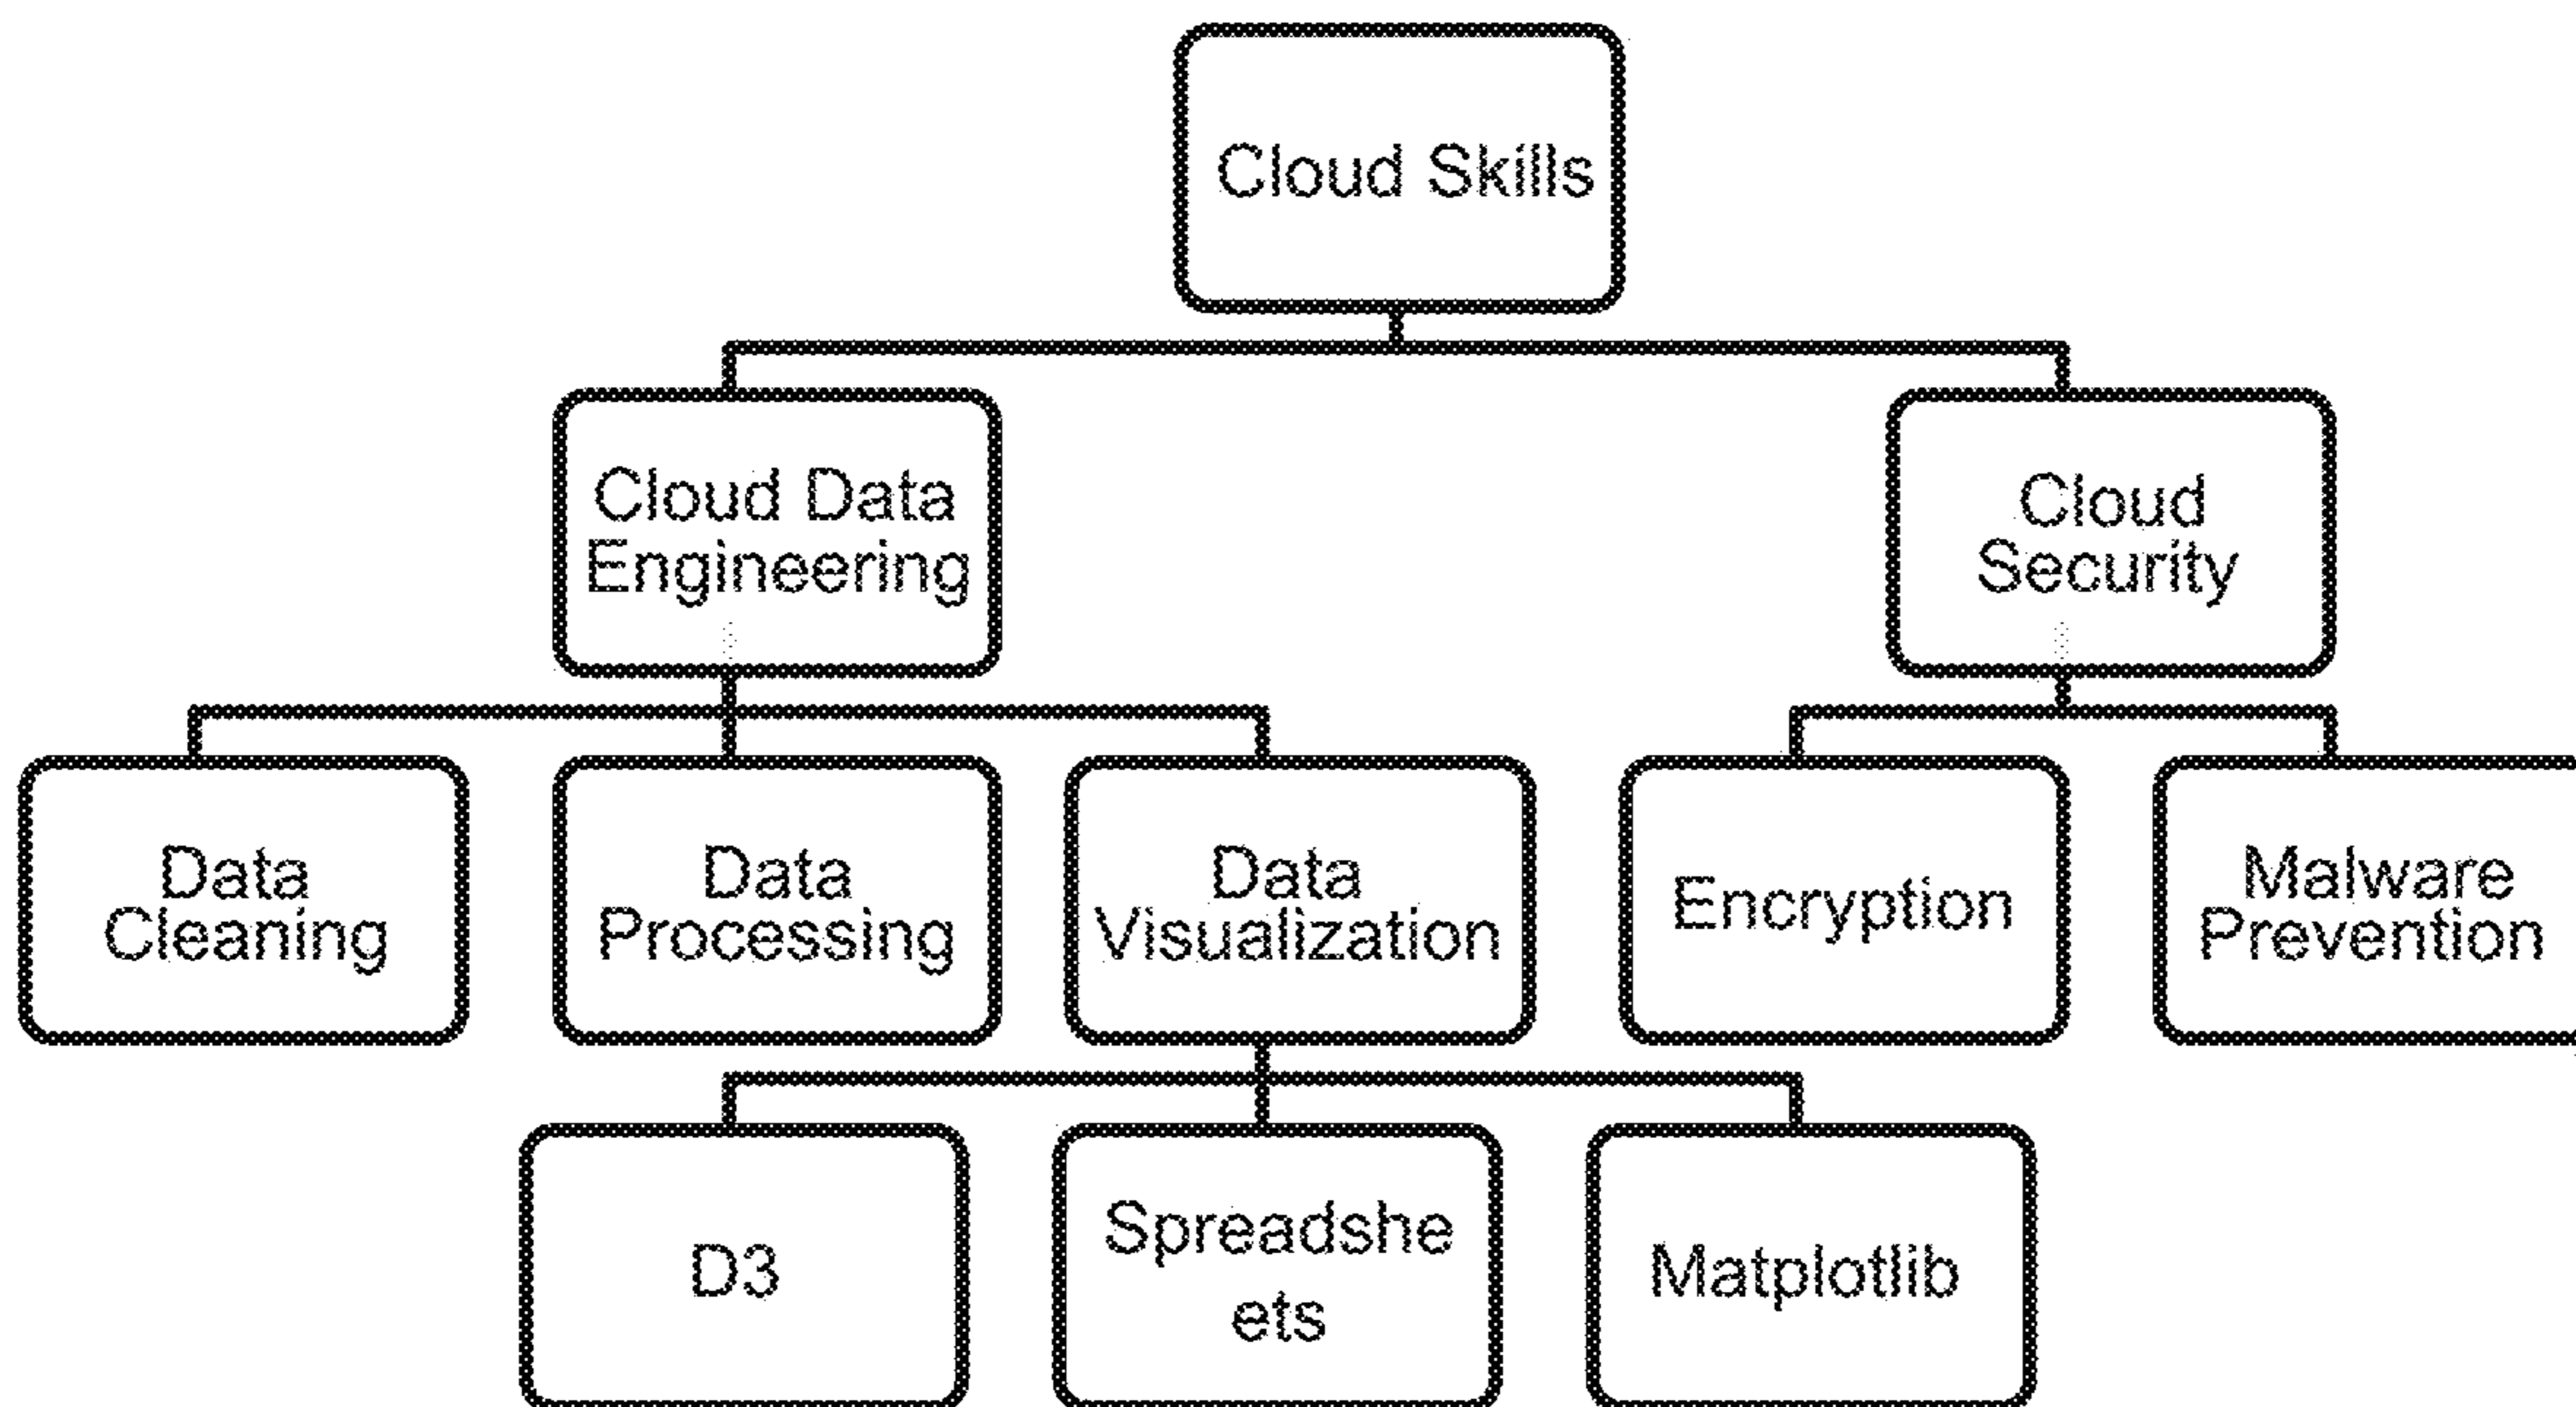 Cloud Skills
Cloud Data
Engineering
Cloud
Security
Data
Cleaning
Data
Processing
Data
Visualization
Encryption
Malware
Prevention
D3
Spreadshe
ets
Matplotlib